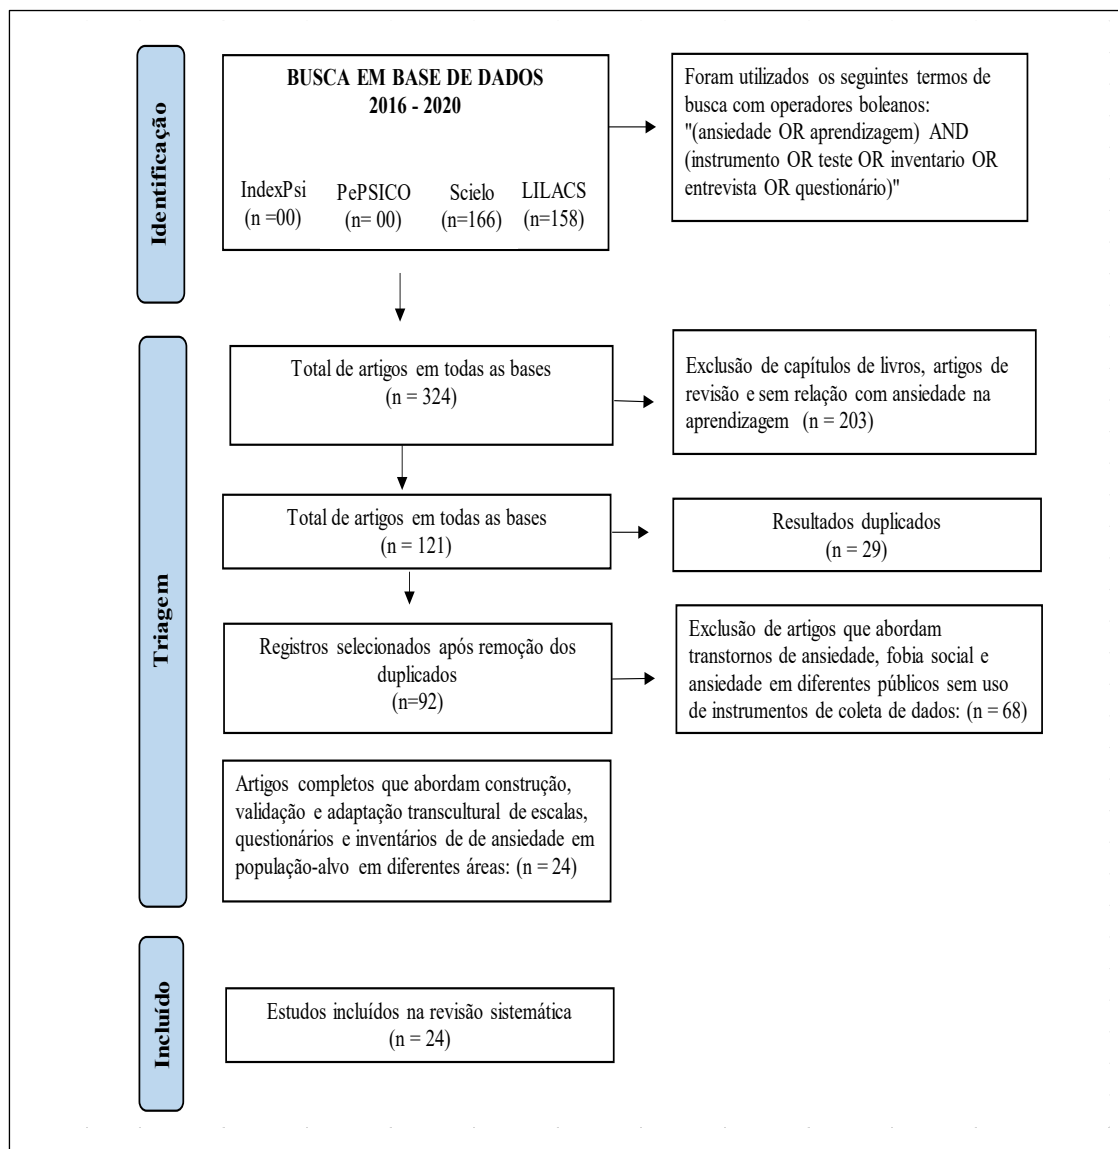 Identificação
BUSCA EM BASE DE DADOS
2016 - 2020
IndexPsi
(n =00)
PePSICO
(n= 00)
Scielo
(n=166)
LILACS
(n=158)
Foram utilizados os seguintes termos de
busca com operadores boleanos:
"(ansiedade OR aprendizagem) AND
(instrumento OR teste OR inventario OR
entrevista OR questionário)"
Triagem
Total de artigos em todas as bases
(n = 324)
Exclusão de capítulos de livros, artigos de
revisão e sem relação com ansiedade na
aprendizagem (n = 203)
Total de artigos em todas as bases
(n = 121)
Resultados duplicados
(n = 29)
Registros selecionados após remoção dos
duplicados
(n=92)
Exclusão de artigos que abordam
transtornos de ansiedade, fobia social e
ansiedade em diferentes públicos sem uso
de instrumentos de coleta de dados: (n = 68)
Artigos completos que abordam construção,
validação e adaptação transcultural de escalas,
questionários e inventários de de ansiedade em
população-alvo em diferentes áreas: (n = 24)
Incluído
Estudos incluídos na revisão sistemática
(n = 24)